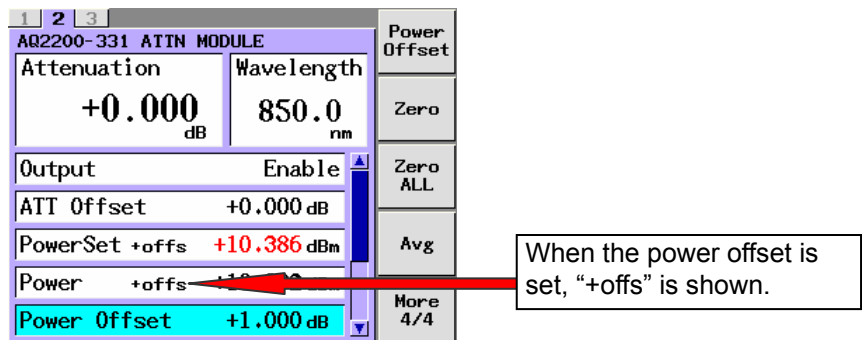 1 2 3
AQ2200-331 ATTN MODULE
Attenuation Wavelength
+0.000 dB 850.0 nm
Output Enable
ATT Offset +0.000 dB
PowerSet +offs +10.386 dBm
Power +offs
Power Offset +1.000 dB
Power
Offset
Zero
Zero
ALL
Avg
More
4/4
When the power offset is
set, “+offs” is shown.